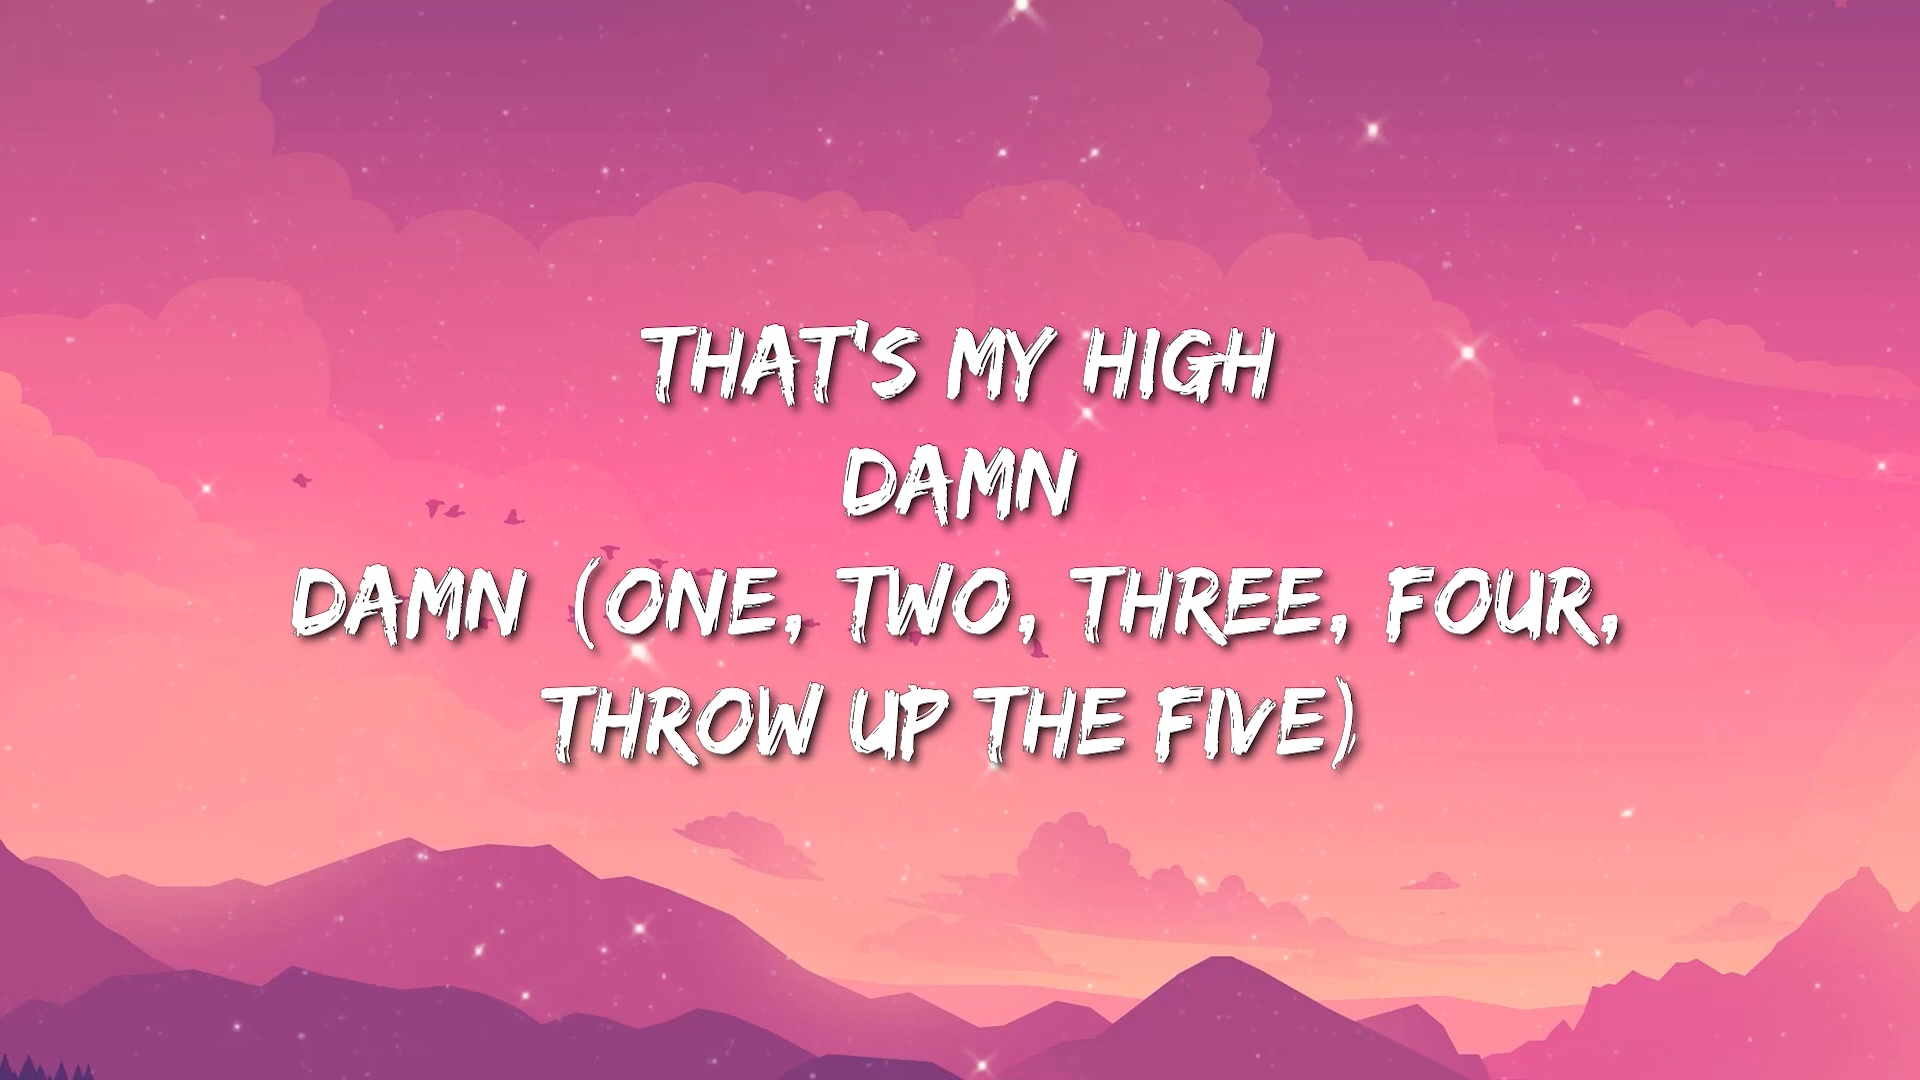 THAT'S MY HIGH
DAMN
DAMN (ONE, TWO, THREE, FOUR,
THROW UP THE FIVE)